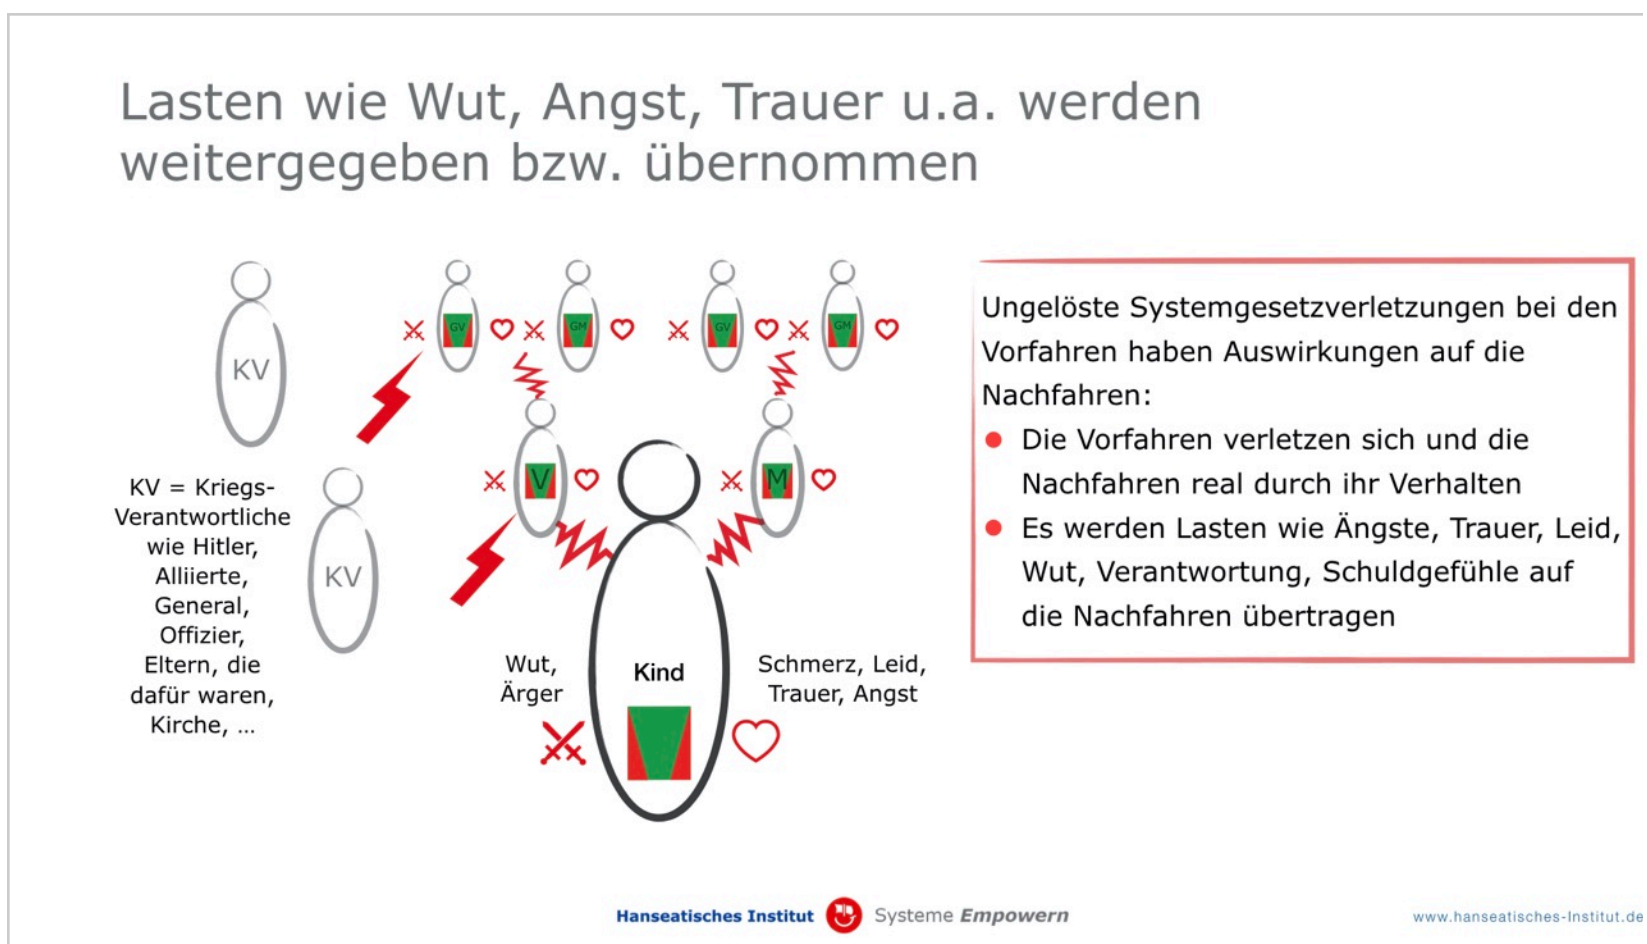 Lasten wie Wut, Angst, Trauer u.a. werden
weitergegeben bzw. übernommen
KV
GV
GM
GV
GM
V
M
KV
KV = Kriegs-
Verantwortliche
wie Hitler,
Alliierte,
General,
Offizier,
Eltern, die
dafür waren,
Kirche, ...
Wut,
Ärger
Kind
Schmerz, Leid,
Trauer, Angst
Ungelöste Systemgesetzverletzungen bei den
Vorfahren haben Auswirkungen auf die
Nachfahren:
● Die Vorfahren verletzen sich und die
Nachfahren real durch ihr Verhalten
● Es werden Lasten wie Ängste, Trauer, Leid,
Wut, Verantwortung, Schuldgefühle auf
die Nachfahren übertragen
Hanseatisches Institut Systeme Empowern
www.hanseatisches-Institut.de